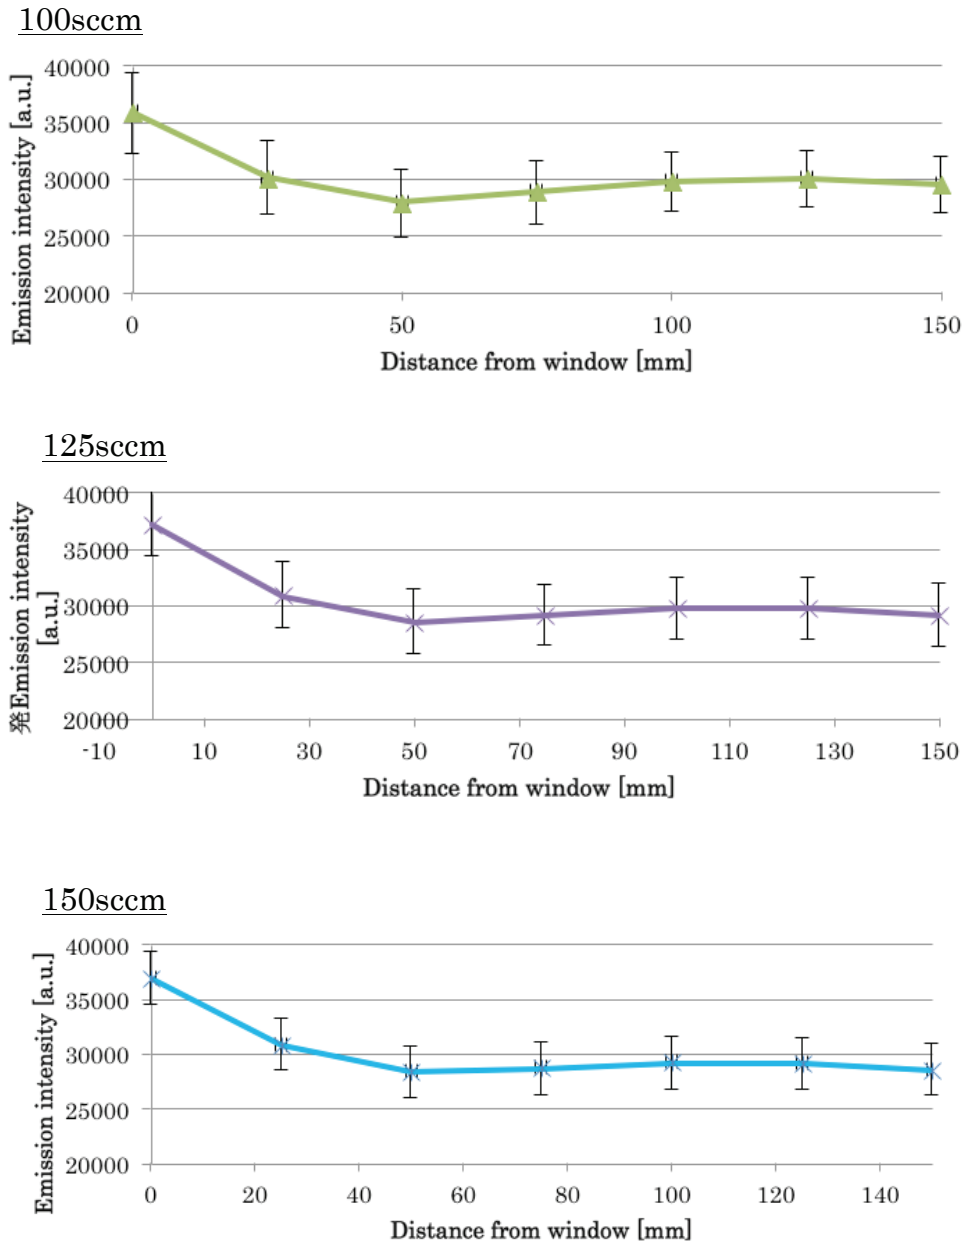 100sccm
Emission intensity [a.u.]
40000
35000
30000
25000
20000
0 50 100 150
Distance from window [mm]
125sccm
発Emission intensity
[a.u.]
40000
35000
30000
25000
20000
-10 10 30 50 70 90 110 130 150
Distance from window [mm]
150sccm
Emission intensity [a.u.]
40000
35000
30000
25000
20000
0 20 40 60 80 100 120 140
Distance from window [mm]